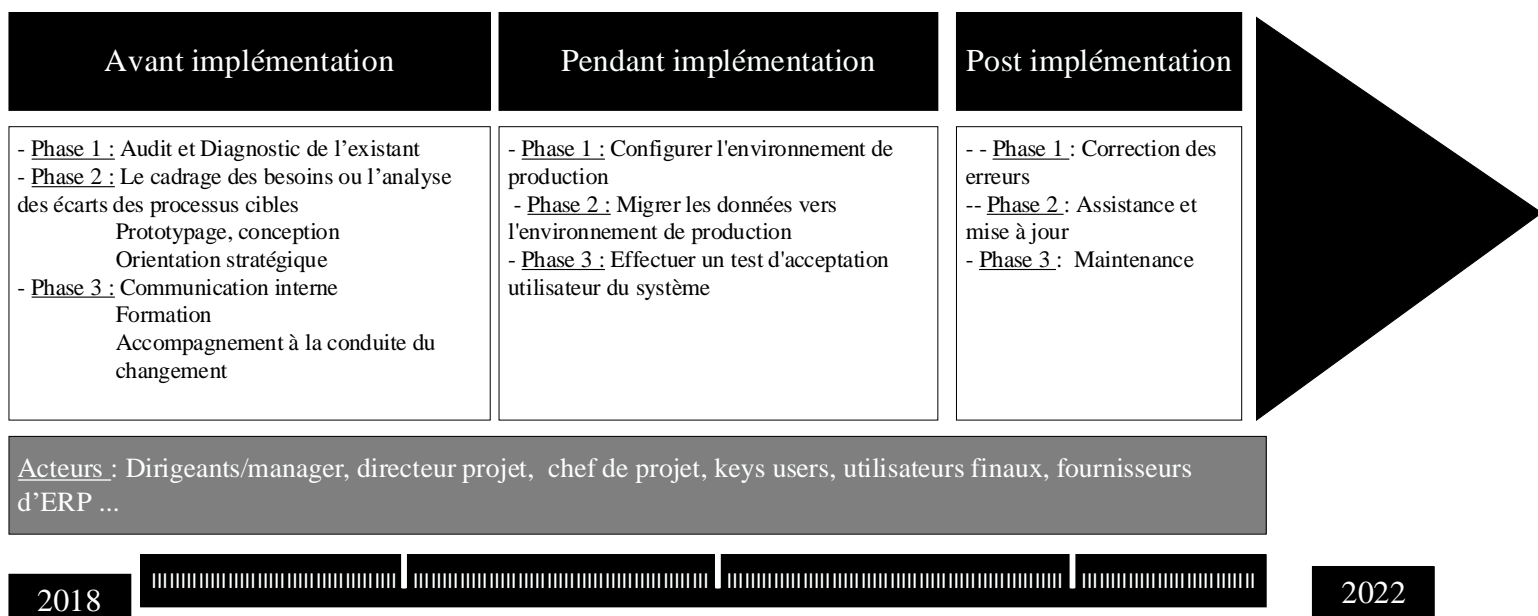 Avant implémentation
Pendant implémentation
Post implémentation
- Phase 1 : Audit et Diagnostic de l’existant
- Phase 2 : Le cadrage des besoins ou l’analyse
des écarts des processus cibles
Prototypage, conception
Orientation stratégique
- Phase 3 : Communication interne
Formation
Accompagnement à la conduite du
changement
- Phase 1 : Configurer l'environnement de
production
- Phase 2 : Migrer les données vers
l'environnement de production
- Phase 3 : Effectuer un test d'acceptation
utilisateur du système
- - Phase 1 : Correction des
erreurs
-- Phase 2 : Assistance et
mise à jour
- Phase 3 : Maintenance
Acteurs : Dirigeants/manager, directeur projet, chef de projet, keys users, utilisateurs finaux, fournisseurs
d’ERP ...
2018
2022